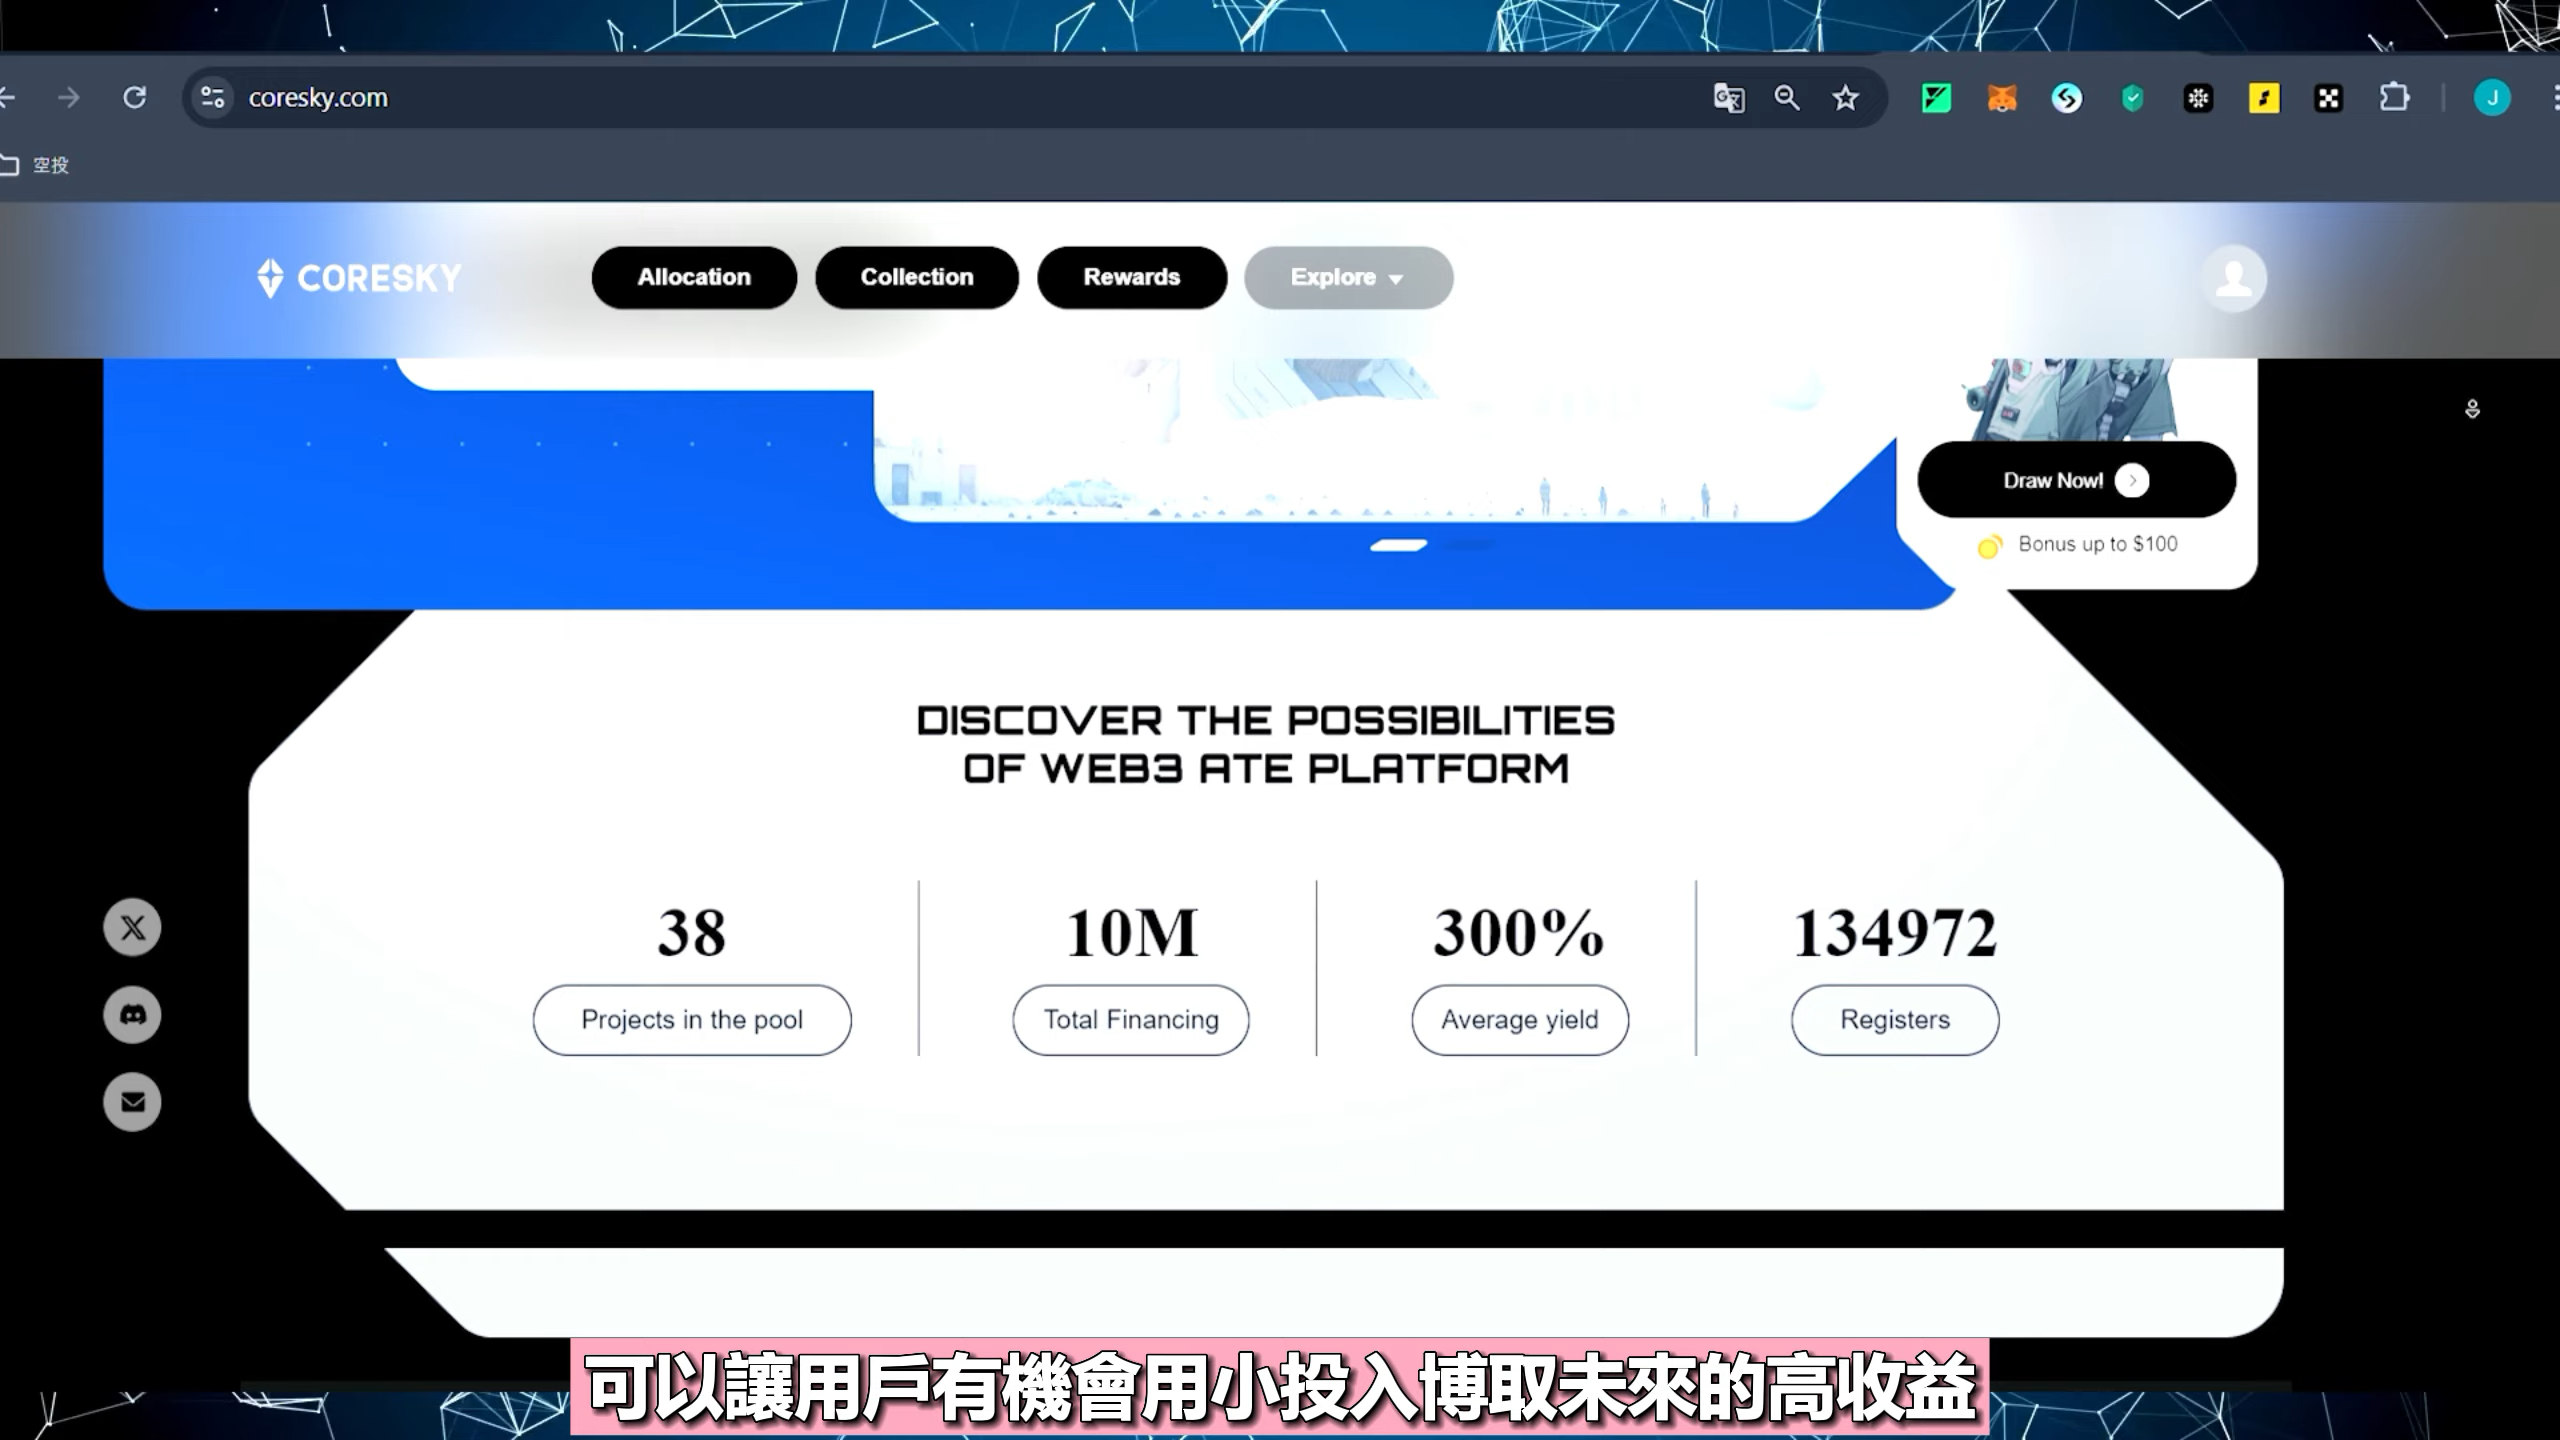 coresky.com
空投
CORESKY
Allocation
Collection
Rewards
Explore
J
Draw Now!
Bonus up to $100
DISCOVER THE POSSIBILITIES
OF WEB3 ATE PLATFORM
38
Projects in the pool
10M
Total Financing
300%
Average yield
134972
Registers
可以讓用戶有機會用小投入博取未來的高收益